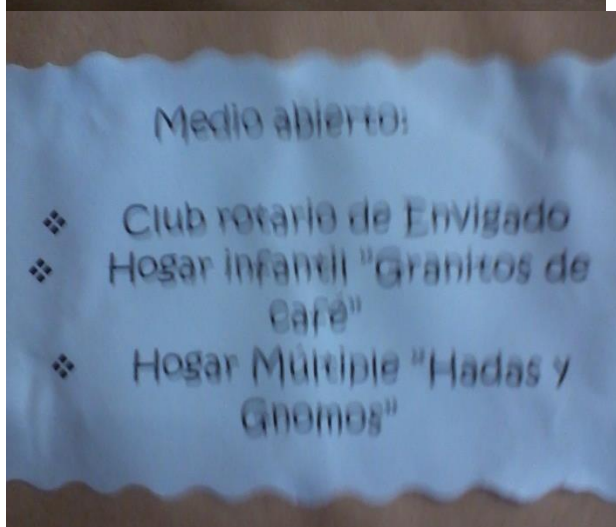 Medio abierto:
❖ Club rotario de Envigado
❖ Hogar infantil "Granitos de
Café"
❖ Hogar Múltiple "Hadas y
Gnomos"